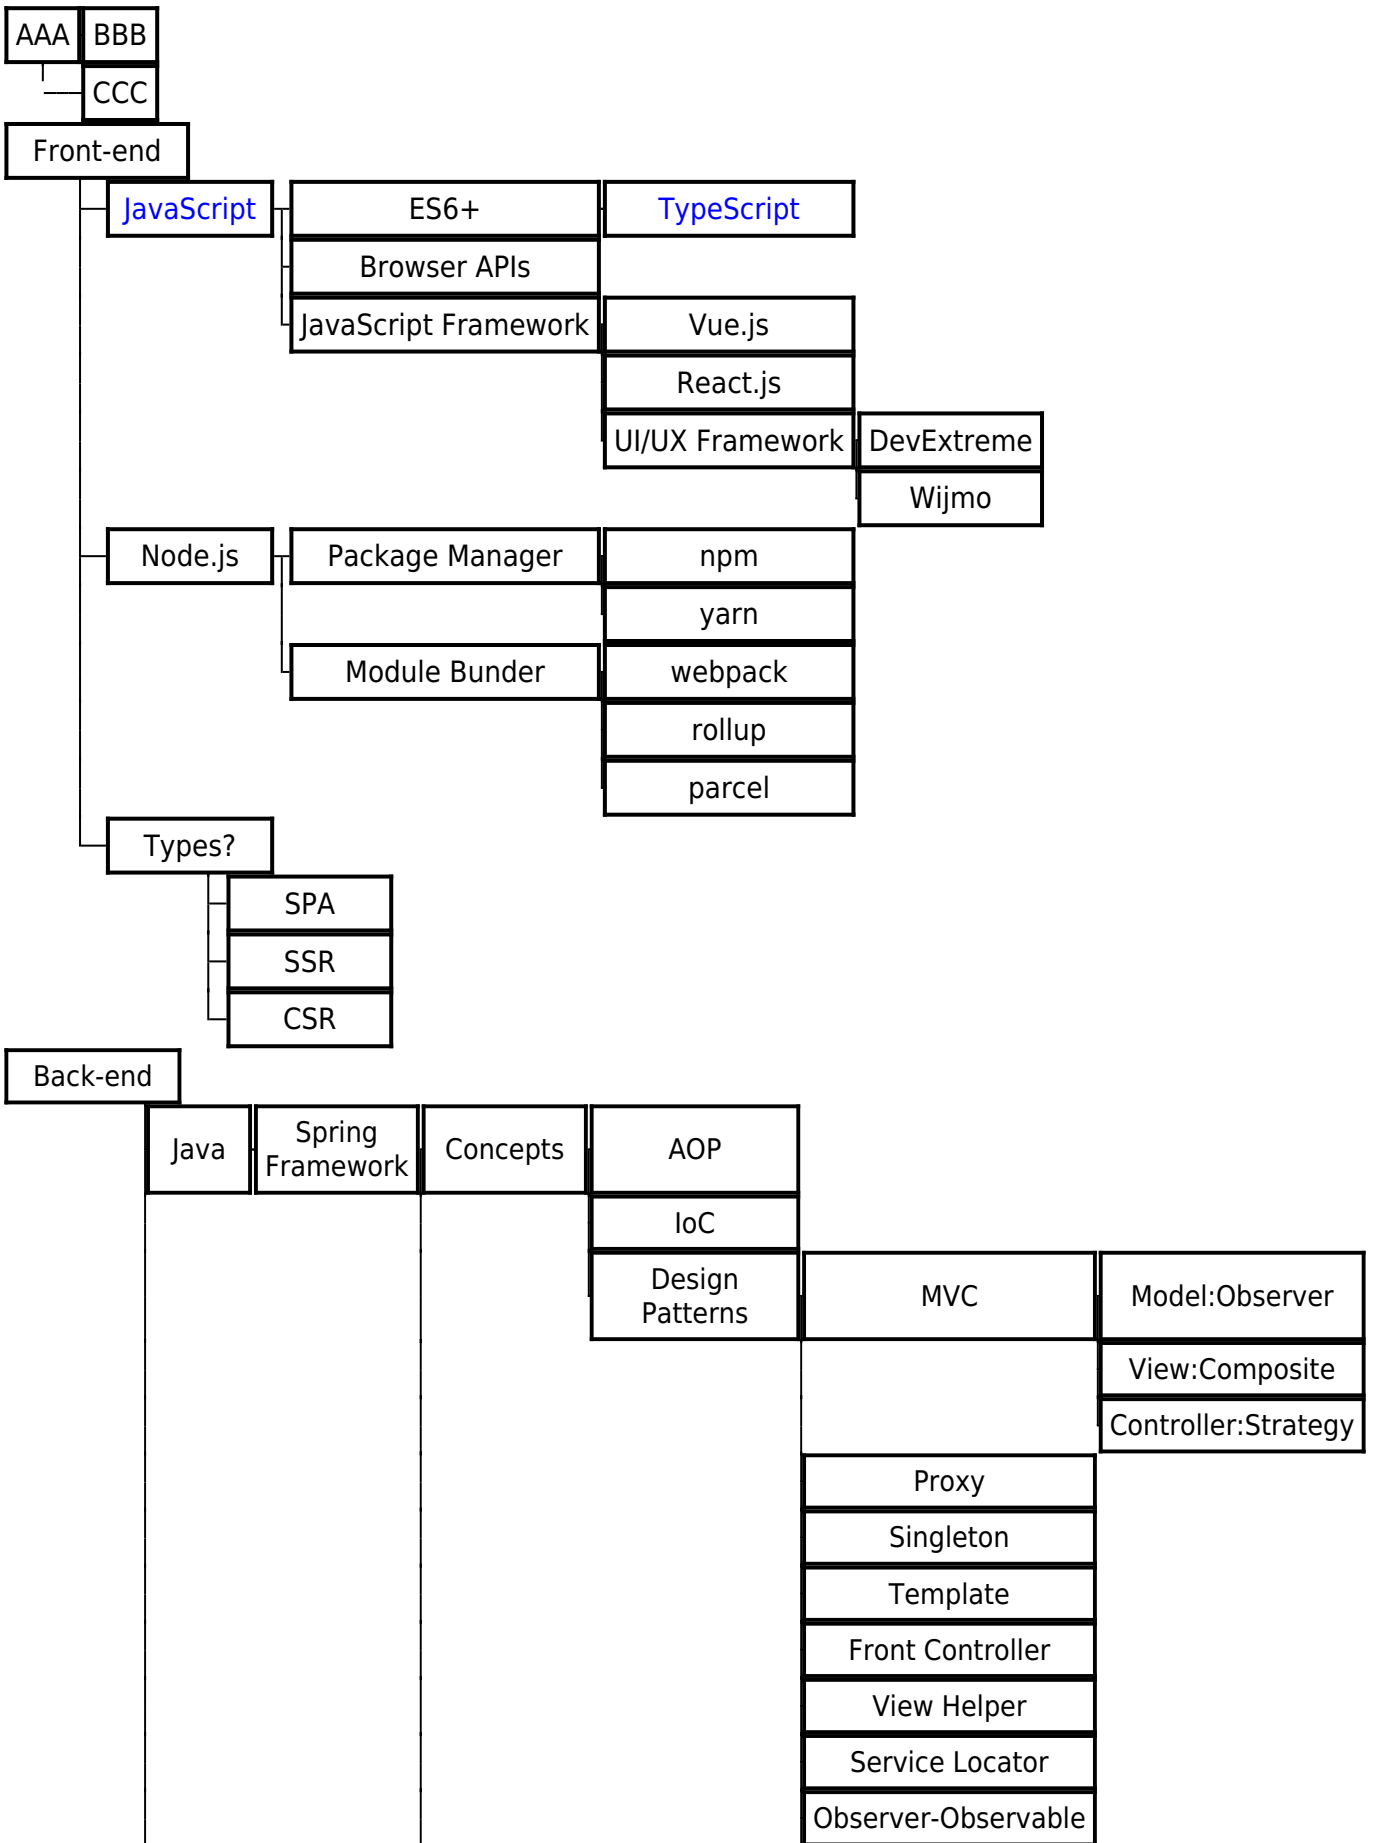 AAA BBB
CCC
Front-end
JavaScript ES6+ TypeScript
Browser APIs
JavaScript Framework Vue.js
React.js
UI/UX Framework DevExtreme
Wijmo
Node.js Package Manager npm
yarn
Module Bunder webpack
rollup
parcel
Types?
SPA
SSR
CSR
Back-end
Java Spring Framework Concepts AOP
IoC
Design Patterns MVC Model:Observer
View:Composite
Controller:Strategy
Proxy
Singleton
Template
Front Controller
View Helper
Service Locator
Observer-Observable